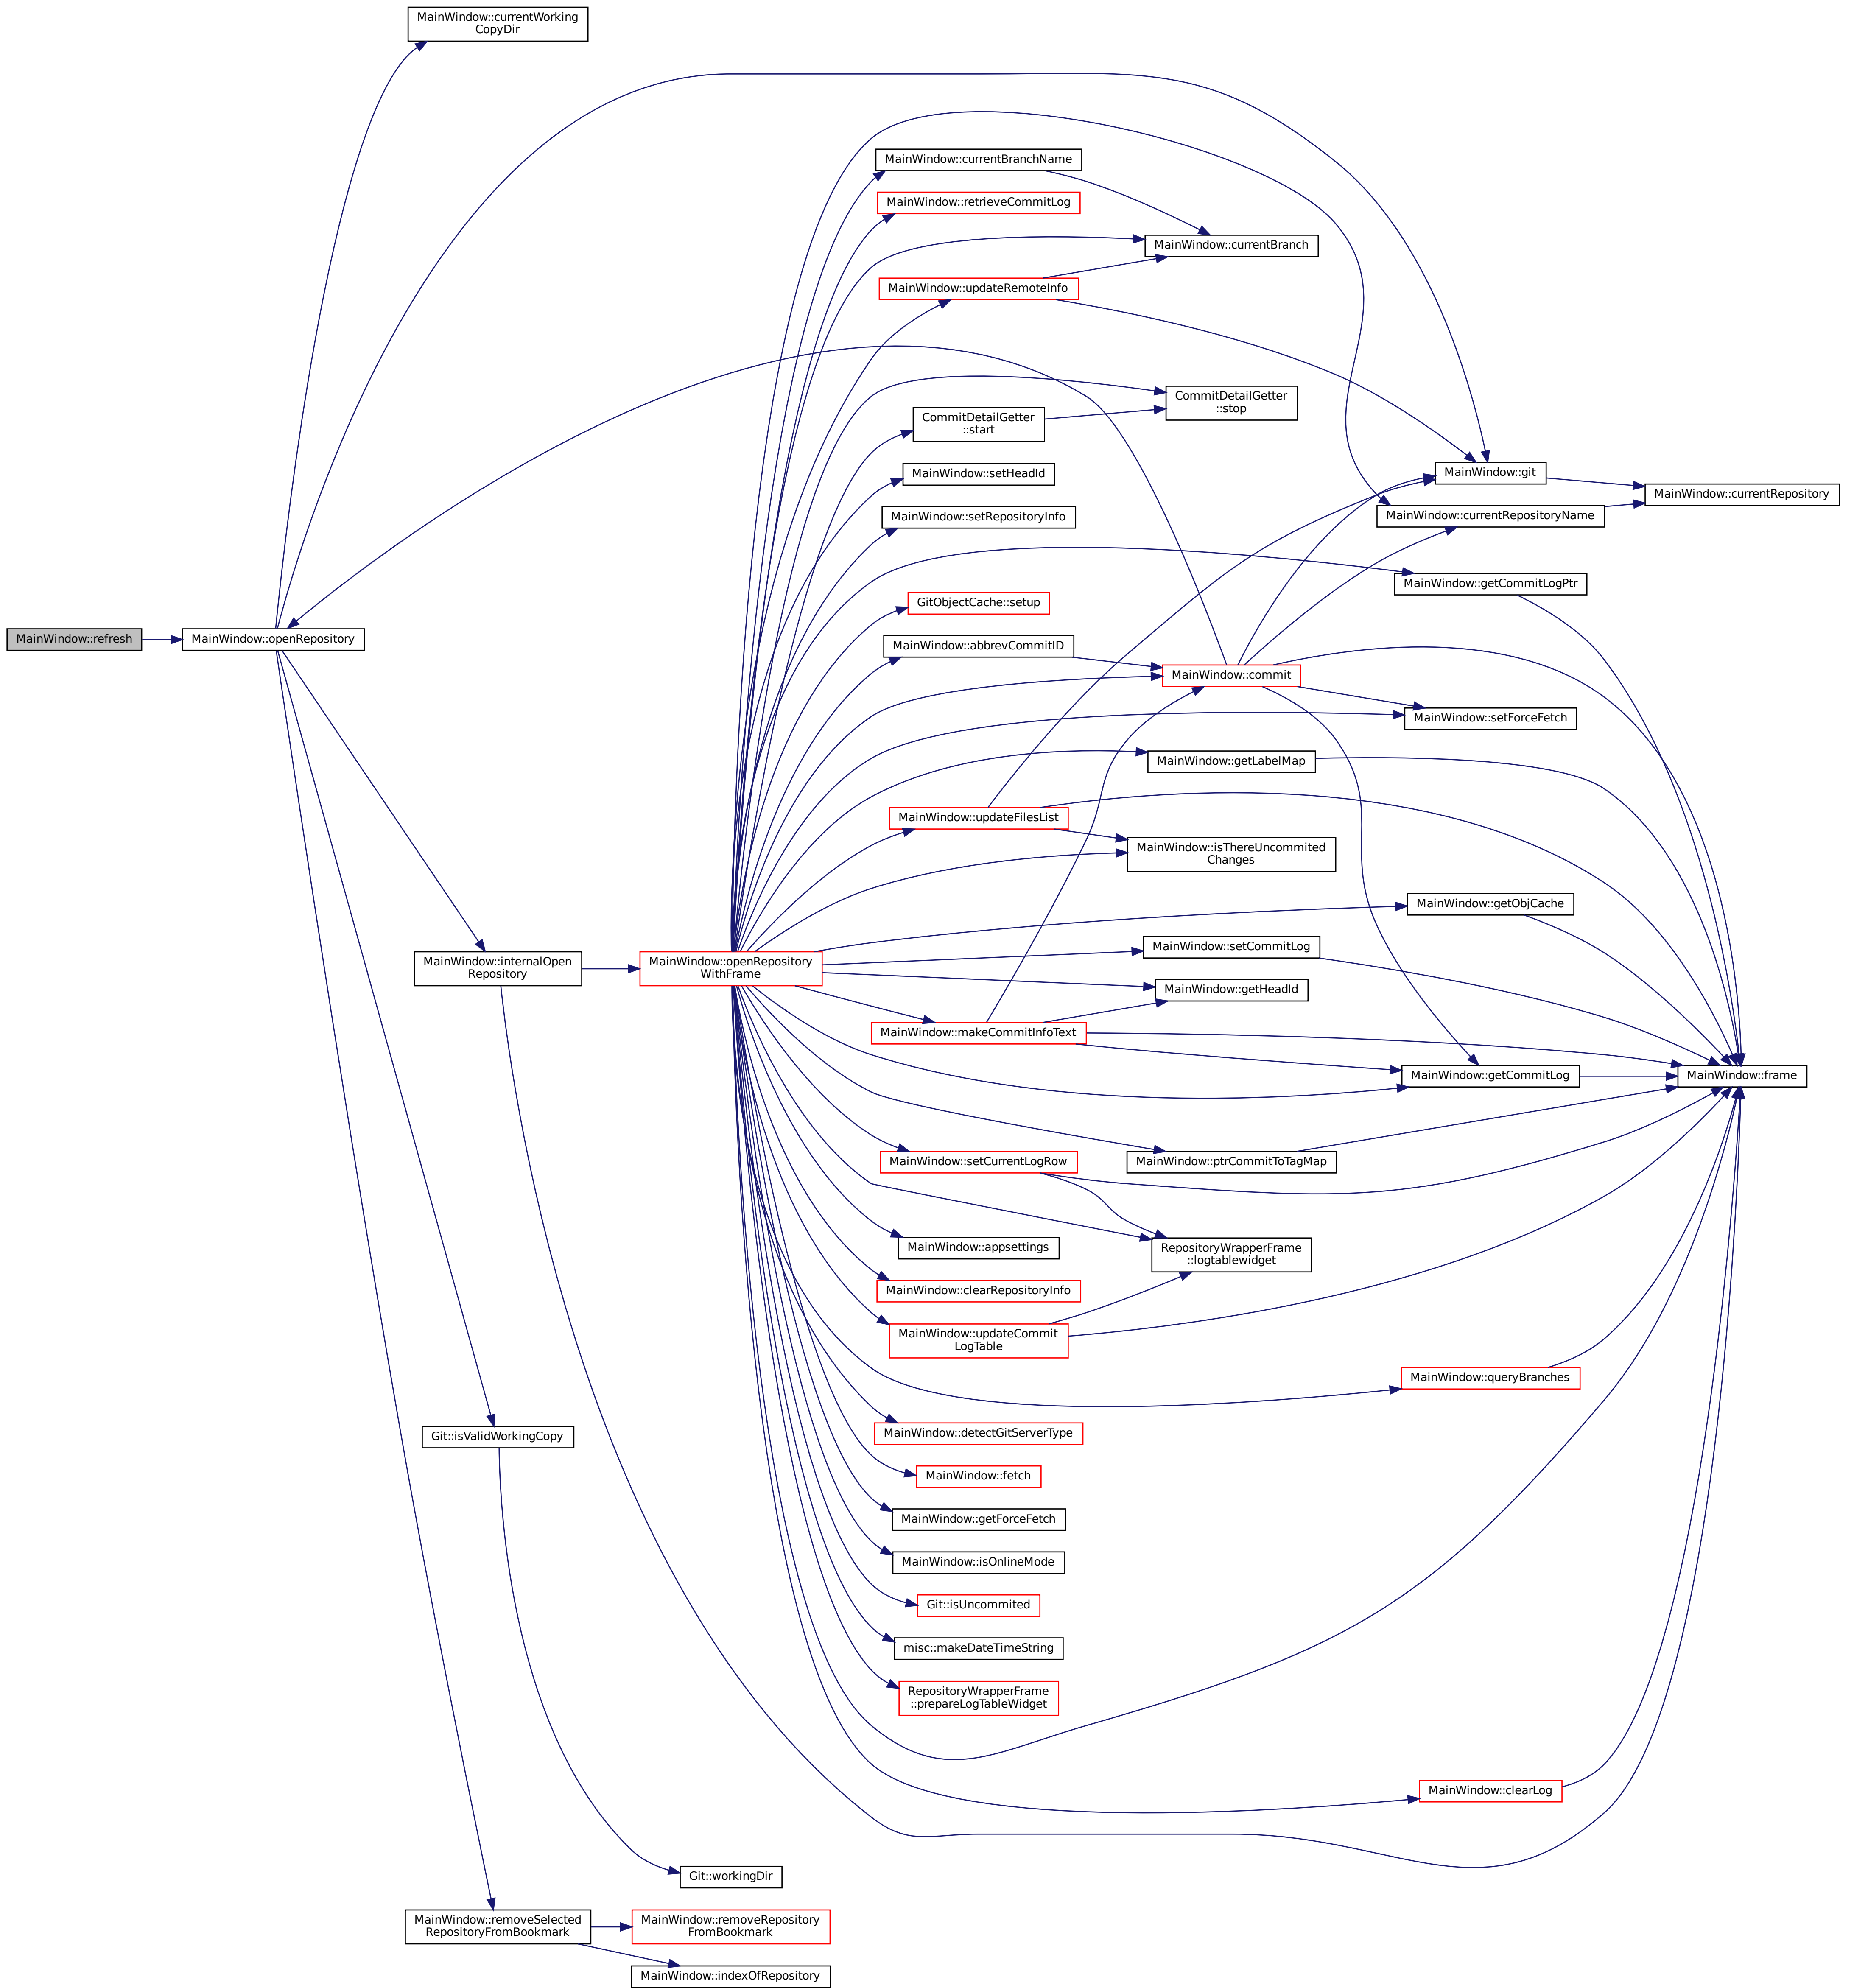 MainWindow::currentWorking
CopyDir
MainWindow::currentBranchName
MainWindow::retrieveCommitLog
MainWindow::currentBranch
MainWindow::updateRemoteInfo
CommitDetailGetter
::stop
CommitDetailGetter
::start
MainWindow::setHeadId
MainWindow::git
MainWindow::currentRepository
MainWindow::setRepositoryInfo
MainWindow::currentRepositoryName
MainWindow::getCommitLogPtr
GitObjectCache::setup
MainWindow::refresh
MainWindow::openRepository
MainWindow::abbrevCommitID
MainWindow::commit
MainWindow::setForceFetch
MainWindow::getLabelMap
MainWindow::updateFilesList
MainWindow::isThereUncommited
Changes
MainWindow::getObjCache
MainWindow::setCommitLog
MainWindow::internalOpen
Repository
MainWindow::openRepository
WithFrame
MainWindow::getHeadId
MainWindow::makeCommitInfoText
MainWindow::getCommitLog
MainWindow::frame
MainWindow::setCurrentLogRow
MainWindow::ptrCommitToTagMap
MainWindow::appsettings
RepositoryWrapperFrame
::logtablewidget
MainWindow::clearRepositoryInfo
MainWindow::updateCommit
LogTable
MainWindow::queryBranches
Git::isValidWorkingCopy
MainWindow::detectGitServerType
MainWindow::fetch
MainWindow::getForceFetch
MainWindow::isOnlineMode
Git::isUncommited
misc::makeDateTimeString
RepositoryWrapperFrame
::prepareLogTableWidget
MainWindow::clearLog
Git::workingDir
MainWindow::removeSelected
RepositoryFromBookmark
MainWindow::removeRepository
FromBookmark
MainWindow::indexOfRepository